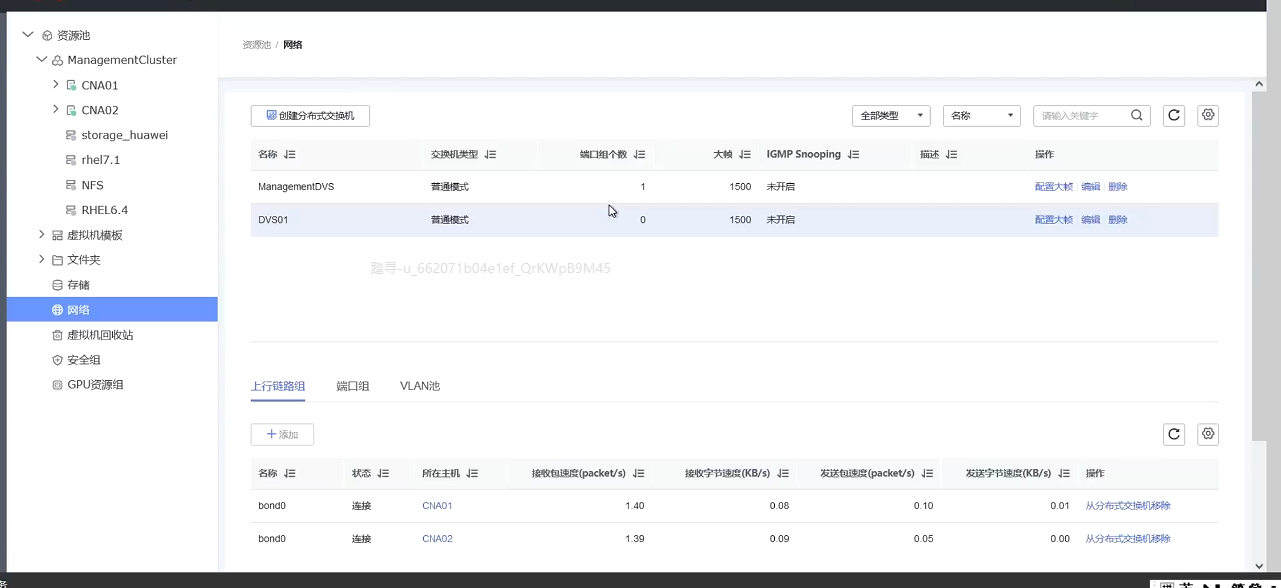 资源池
ManagementCluster
CNA01
CNA02
storage_huawei
rhel7.1
NFS
RHEL6.4
虚拟机模板
文件夹
存储
网络
虚拟机回收站
安全组
GPU资源组
资源池 / 网络
创建分布式交换机 全部类型 名称 请输入关键字
名称 交换机类型 端口组个数 大帧 IGMP Snooping 描述 操作
ManagementDVS 普通模式 1 1500 未开启 配置大帧 编辑 删除
DVS01 普通模式 0 1500 未开启 配置大帧 编辑 删除
踏寻-u_662071b04e1ef_QrKWpB9M45
上行链路组 端口组 VLAN池
添加
名称 状态 所在主机 接收包速度(packet/s) 接收字节速度(KB/s) 发送包速度(packet/s) 发送字节速度(KB/s) 操作
bond0 连接 CNA01 1.40 0.08 0.10 0.01 从分布式交换机移除
bond0 连接 CNA02 1.39 0.09 0.05 0.00 从分布式交换机移除